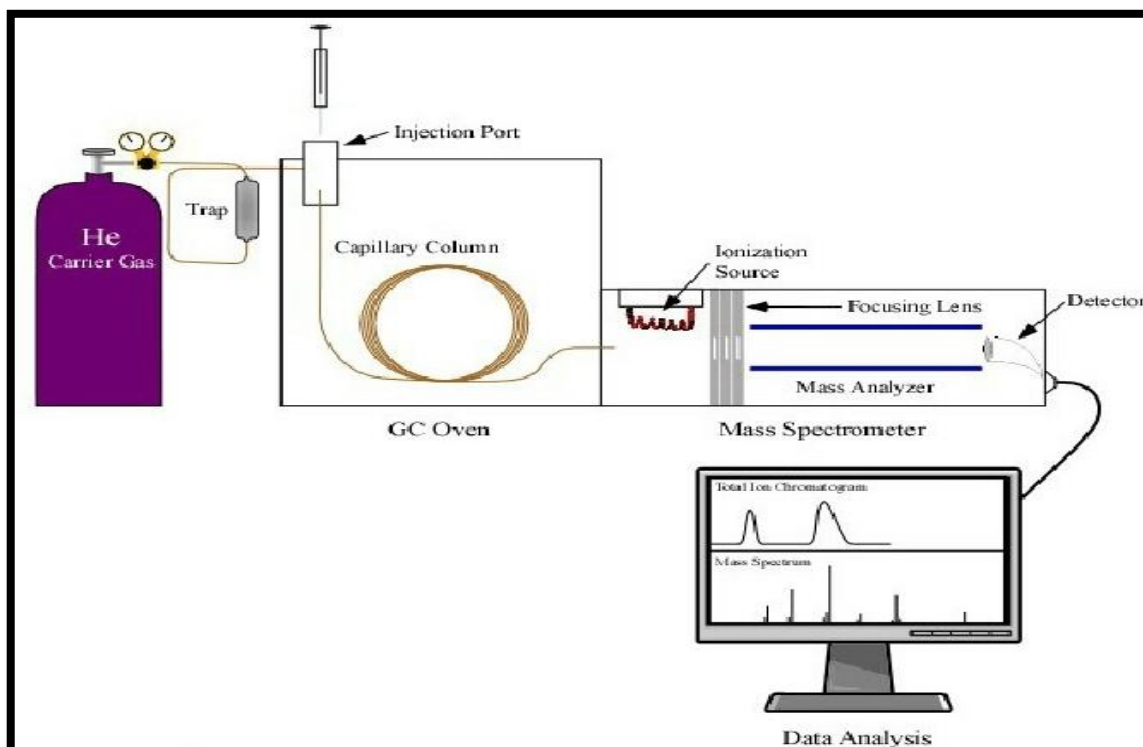 Injection Port
Trap
He
Carrier Gas
Capillary Column
Ionization
Source
Focusing Lens
Detector
Mass Analyzer
GC Oven
Mass Spectrometer
Total Ion Chromatogram
Mass Spectrum
Data Analysis